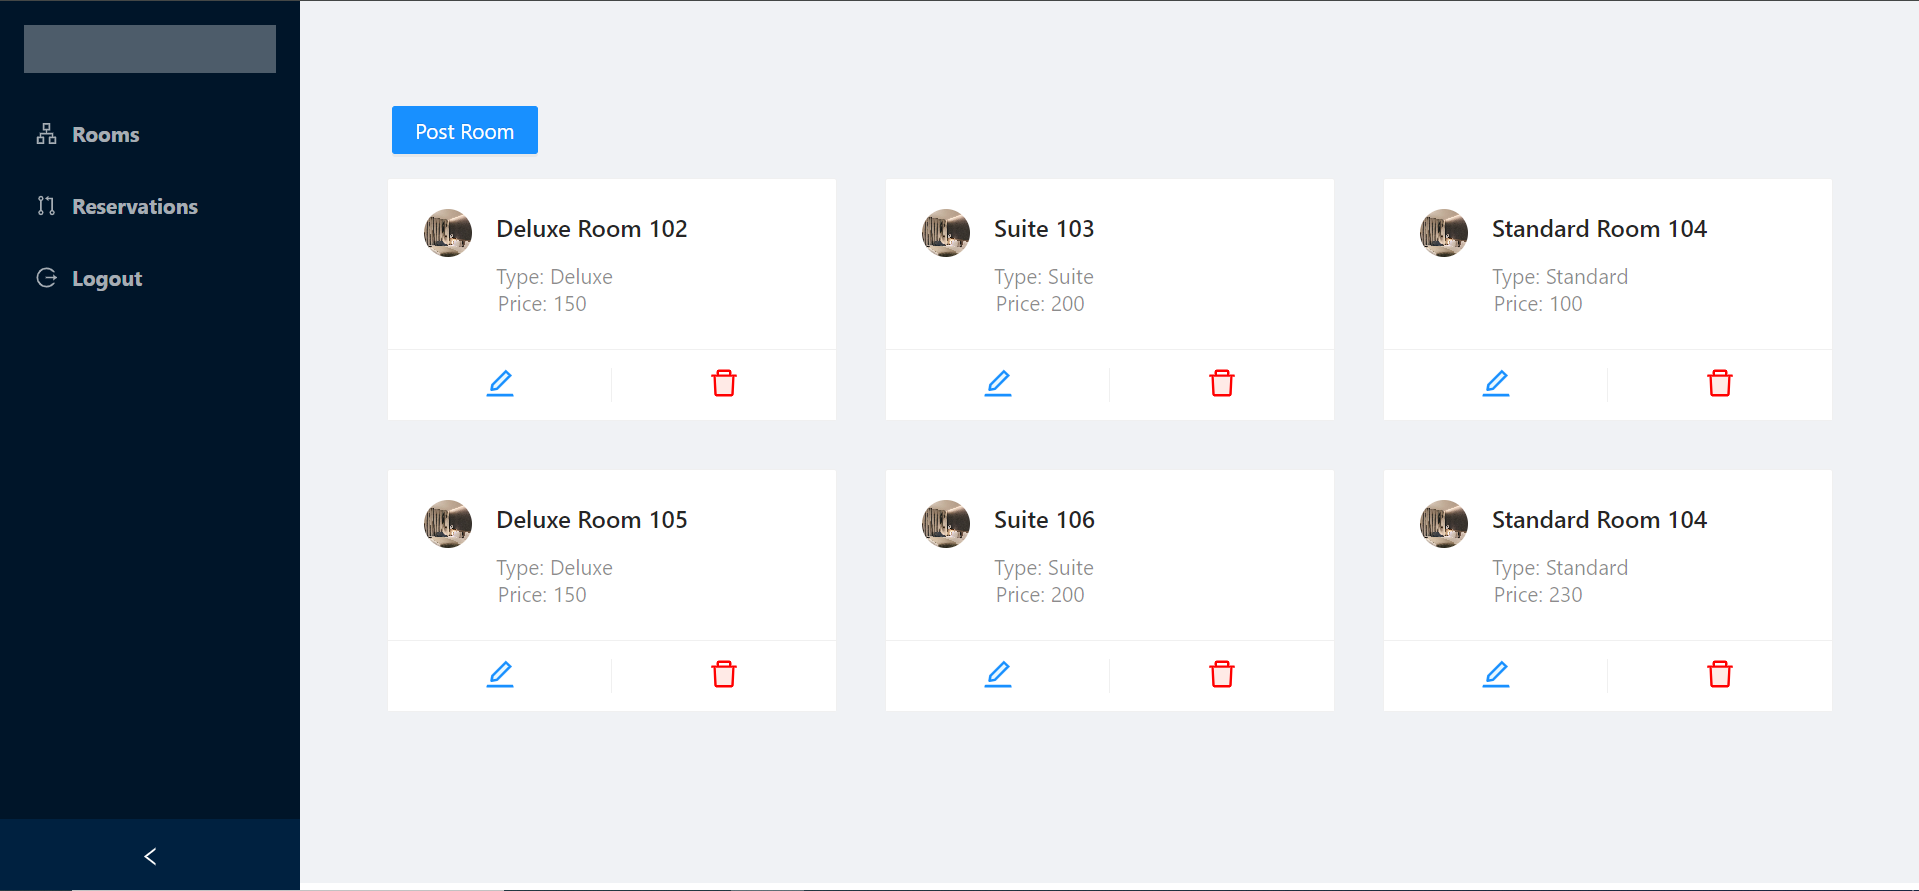 Rooms
Reservations
Logout
Post Room
Deluxe Room 102
Type: Deluxe
Price: 150
Suite 103
Type: Suite
Price: 200
Standard Room 104
Type: Standard
Price: 100
Deluxe Room 105
Type: Deluxe
Price: 150
Suite 106
Type: Suite
Price: 200
Standard Room 104
Type: Standard
Price: 230